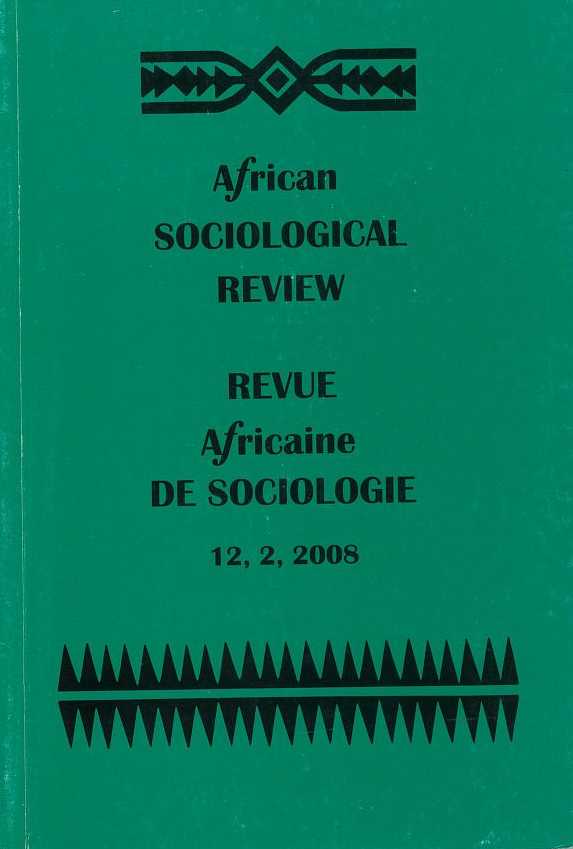 African
SOCIOLOGICAL
REVIEW
REVUE
Africaine
DE SOCIOLOGIE
12, 2, 2008